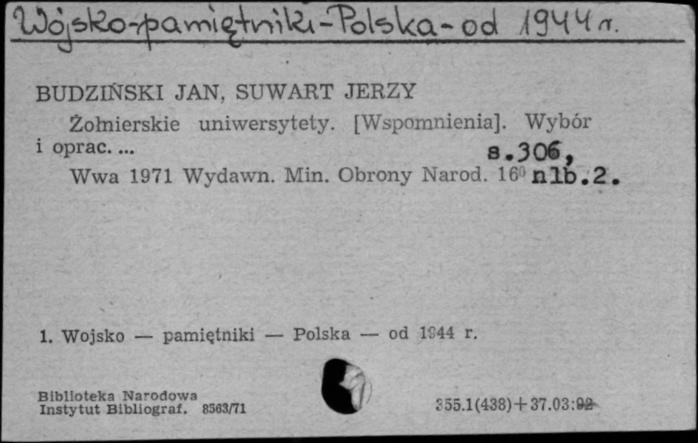 Wojsko-pamiętniki-Polska-od 1944 r.
BUDZIŃSKI JAN, SUWART JERZY
Żołnierskie uniwersytety. [Wspomnienia]. Wybór
i oprac. ... s.306,
Wwa 1971 Wydawn. Min. Obrony Narod. 16⁰ nlb.2.
1. Wojsko — pamiętniki — Polska — od 1944 r.
Biblioteka Narodowa
Instytut Bibliograf. 8563/71
355.1(438)+37.03:92